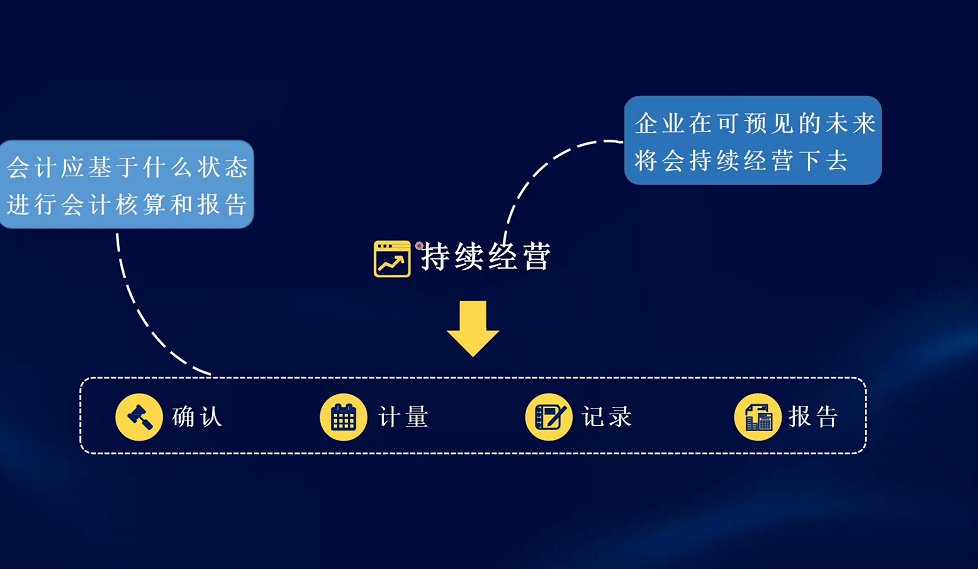 企业在可预见的未来
将会持续经营下去
会计应基于什么状态
进行会计核算和报告
持续经营
确认
计量
记录
报告